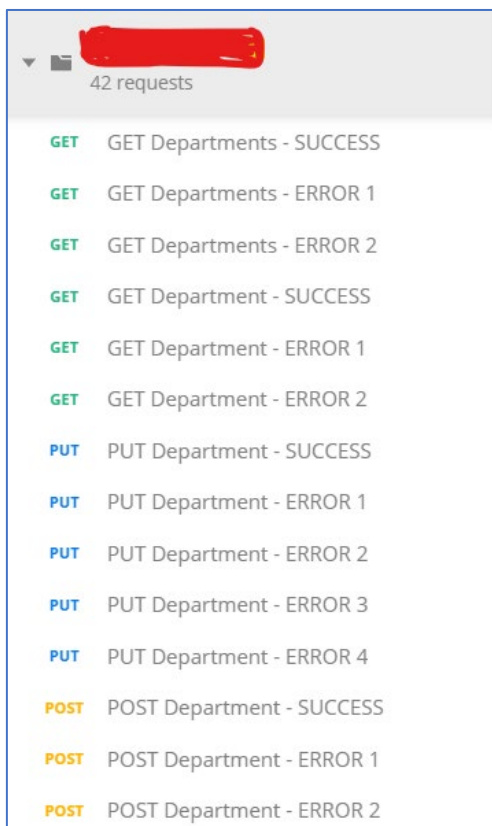 42 requests
GET GET Departments - SUCCESS
GET GET Departments - ERROR 1
GET GET Departments - ERROR 2
GET GET Department - SUCCESS
GET GET Department - ERROR 1
GET GET Department - ERROR 2
PUT PUT Department - SUCCESS
PUT PUT Department - ERROR 1
PUT PUT Department - ERROR 2
PUT PUT Department - ERROR 3
PUT PUT Department - ERROR 4
POST POST Department - SUCCESS
POST POST Department - ERROR 1
POST POST Department - ERROR 2